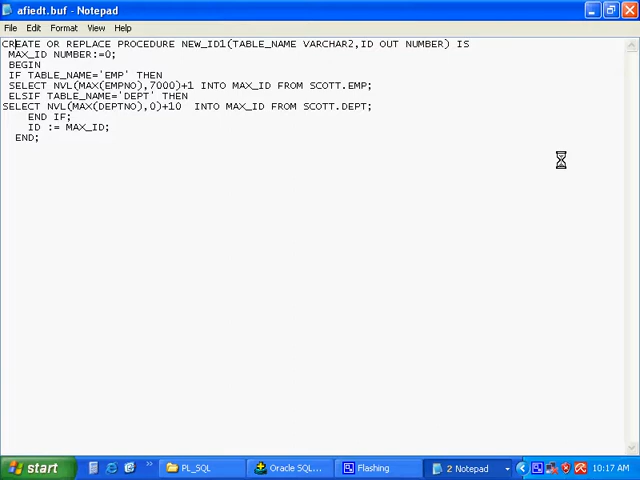 afiedt.buf - Notepad
File Edit Format View Help
CREATE OR REPLACE PROCEDURE NEW_ID1(TABLE_NAME VARCHAR2,ID OUT NUMBER) IS
MAX_ID NUMBER:=0;
BEGIN
IF TABLE_NAME='EMP' THEN
SELECT NVL(MAX(EMPNO),7000)+1 INTO MAX_ID FROM SCOTT.EMP;
ELSIF TABLE_NAME='DEPT' THEN
SELECT NVL(MAX(DEPTNO),0)+10  INTO MAX_ID FROM SCOTT.DEPT;
END IF;
ID := MAX_ID;
END;
start PL_SQL Oracle SQL... Flashing 2 Notepad 10:17 AM